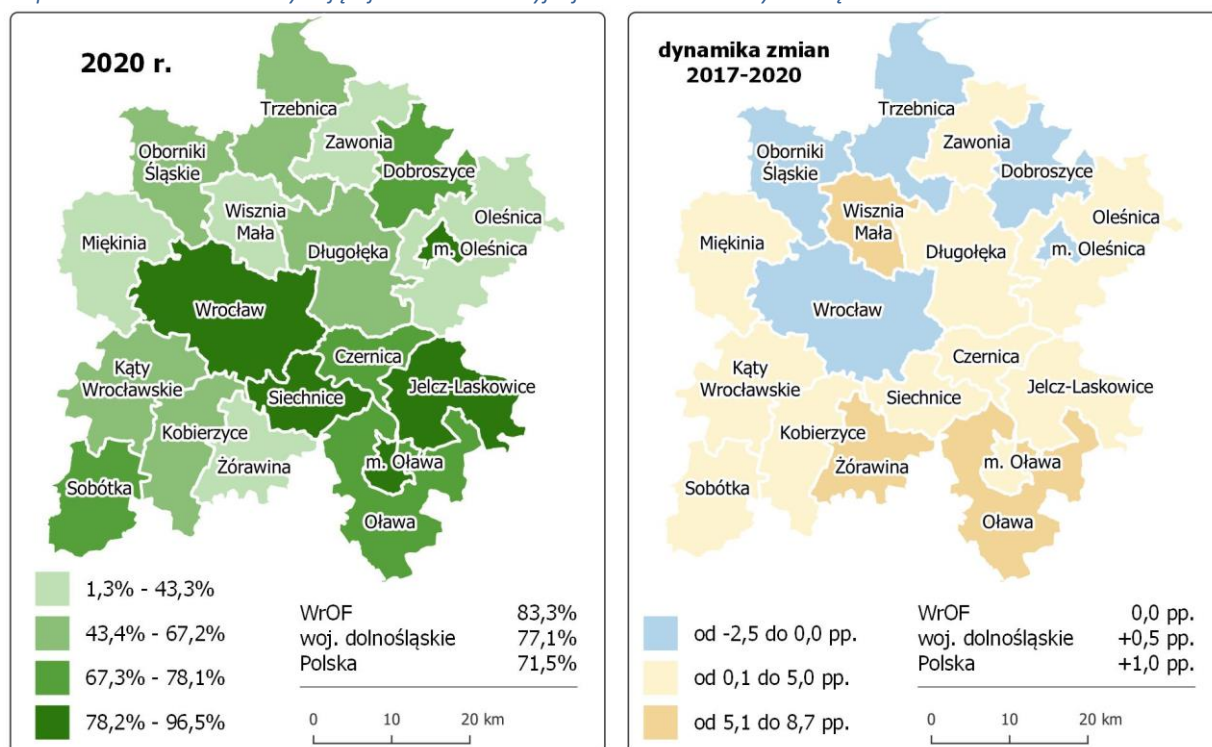 2020 r.
Trzebnica
Zawonia
Oborniki
Śląskie
Dobroszyce
Wisznia
Mała
Oleśnica
Miękinia
Długołęka
m. Oleśnica
Wrocław
Czernica
Kąty
Wrocławskie
Jelcz-Laskowice
Siechnice
Kobierzyce
Żórawina
m. Oława
Sobótka
Oława
1,3% - 43,3%
43,4% - 67,2%
67,3% - 78,1%
78,2% - 96,5%
WrOF 83,3%
woj. dolnośląskie 77,1%
Polska 71,5%
0 10 20 km
dynamika zmian
2017-2020
Trzebnica
Zawonia
Oborniki
Śląskie
Dobroszyce
Wisznia
Mała
Oleśnica
Miękinia
Długołęka
m. Oleśnica
Wrocław
Czernica
Kąty
Wrocławskie
Jelcz-Laskowice
Siechnice
Kobierzyce
Żórawina
m. Oława
Sobótka
Oława
od -2,5 do 0,0 pp.
od 0,1 do 5,0 pp.
od 5,1 do 8,7 pp.
WrOF 0,0 pp.
woj. dolnośląskie +0,5 pp.
Polska +1,0 pp.
0 10 20 km